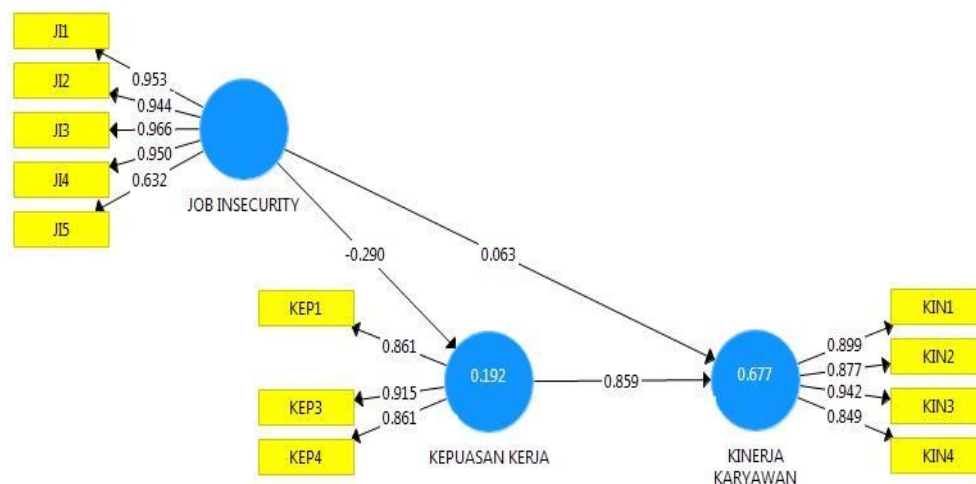 JI1
0.953
JI2
0.944
JI3
0.966
0.950
JI4
0.632
JI5
JOB INSECURITY
-0.290
0.063
KEP1
0.861
KEP3
0.915
KEP4
0.861
0.192
KEPUASAN KERJA
0.859
0.677
KINERJA
KARYAWAN
KIN1
0.899
KIN2
0.877
0.942
KIN3
0.849
KIN4